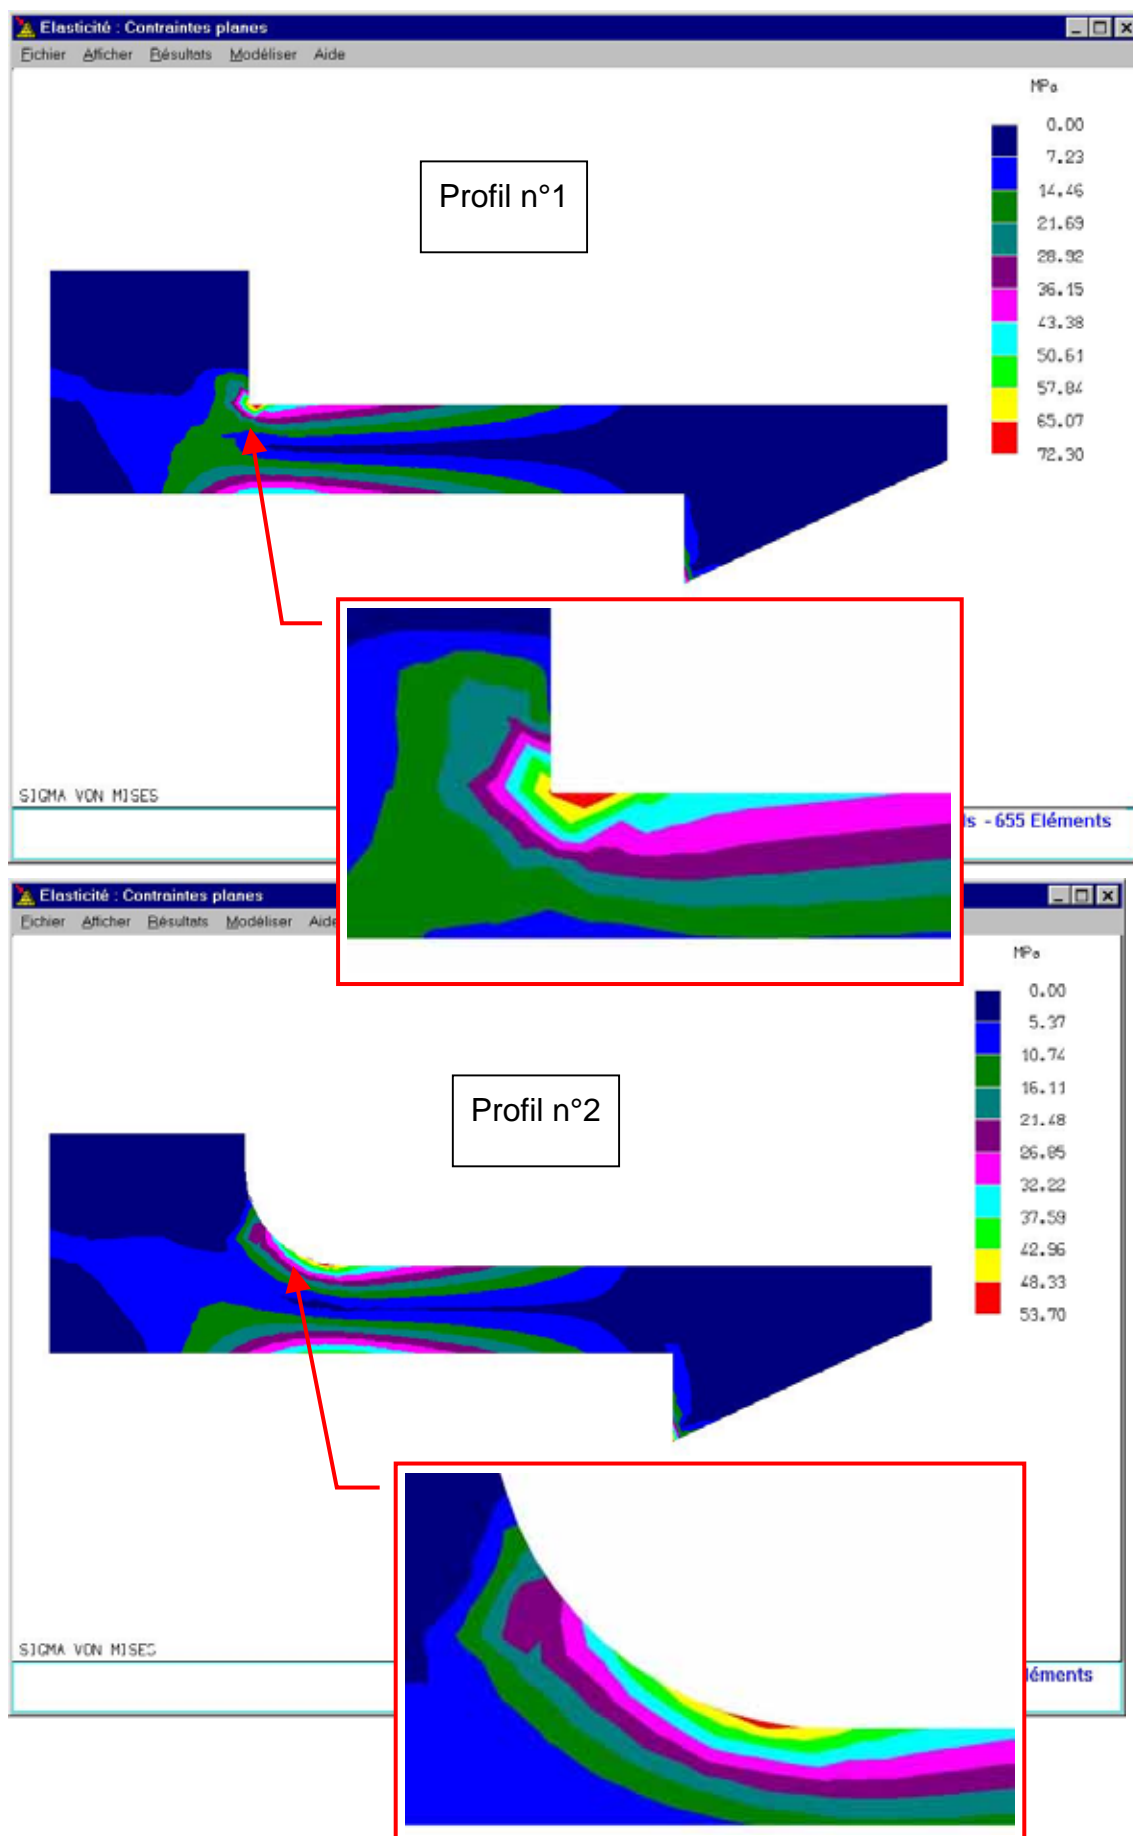 Elasticité : Contraintes planes
Fichier Afficher Résultats Modéliser Aide
MPa
0.00
7.23
14.46
21.69
28.92
36.15
43.38
50.61
57.84
65.07
72.30
Profil n°1
SIGMA VON MISES
- 655 Eléments
Elasticité : Contraintes planes
Fichier Afficher Résultats Modéliser Aide
MPa
0.00
5.37
10.74
16.11
21.48
26.85
32.22
37.59
42.96
48.33
53.70
Profil n°2
SIGMA VON MISES
léments